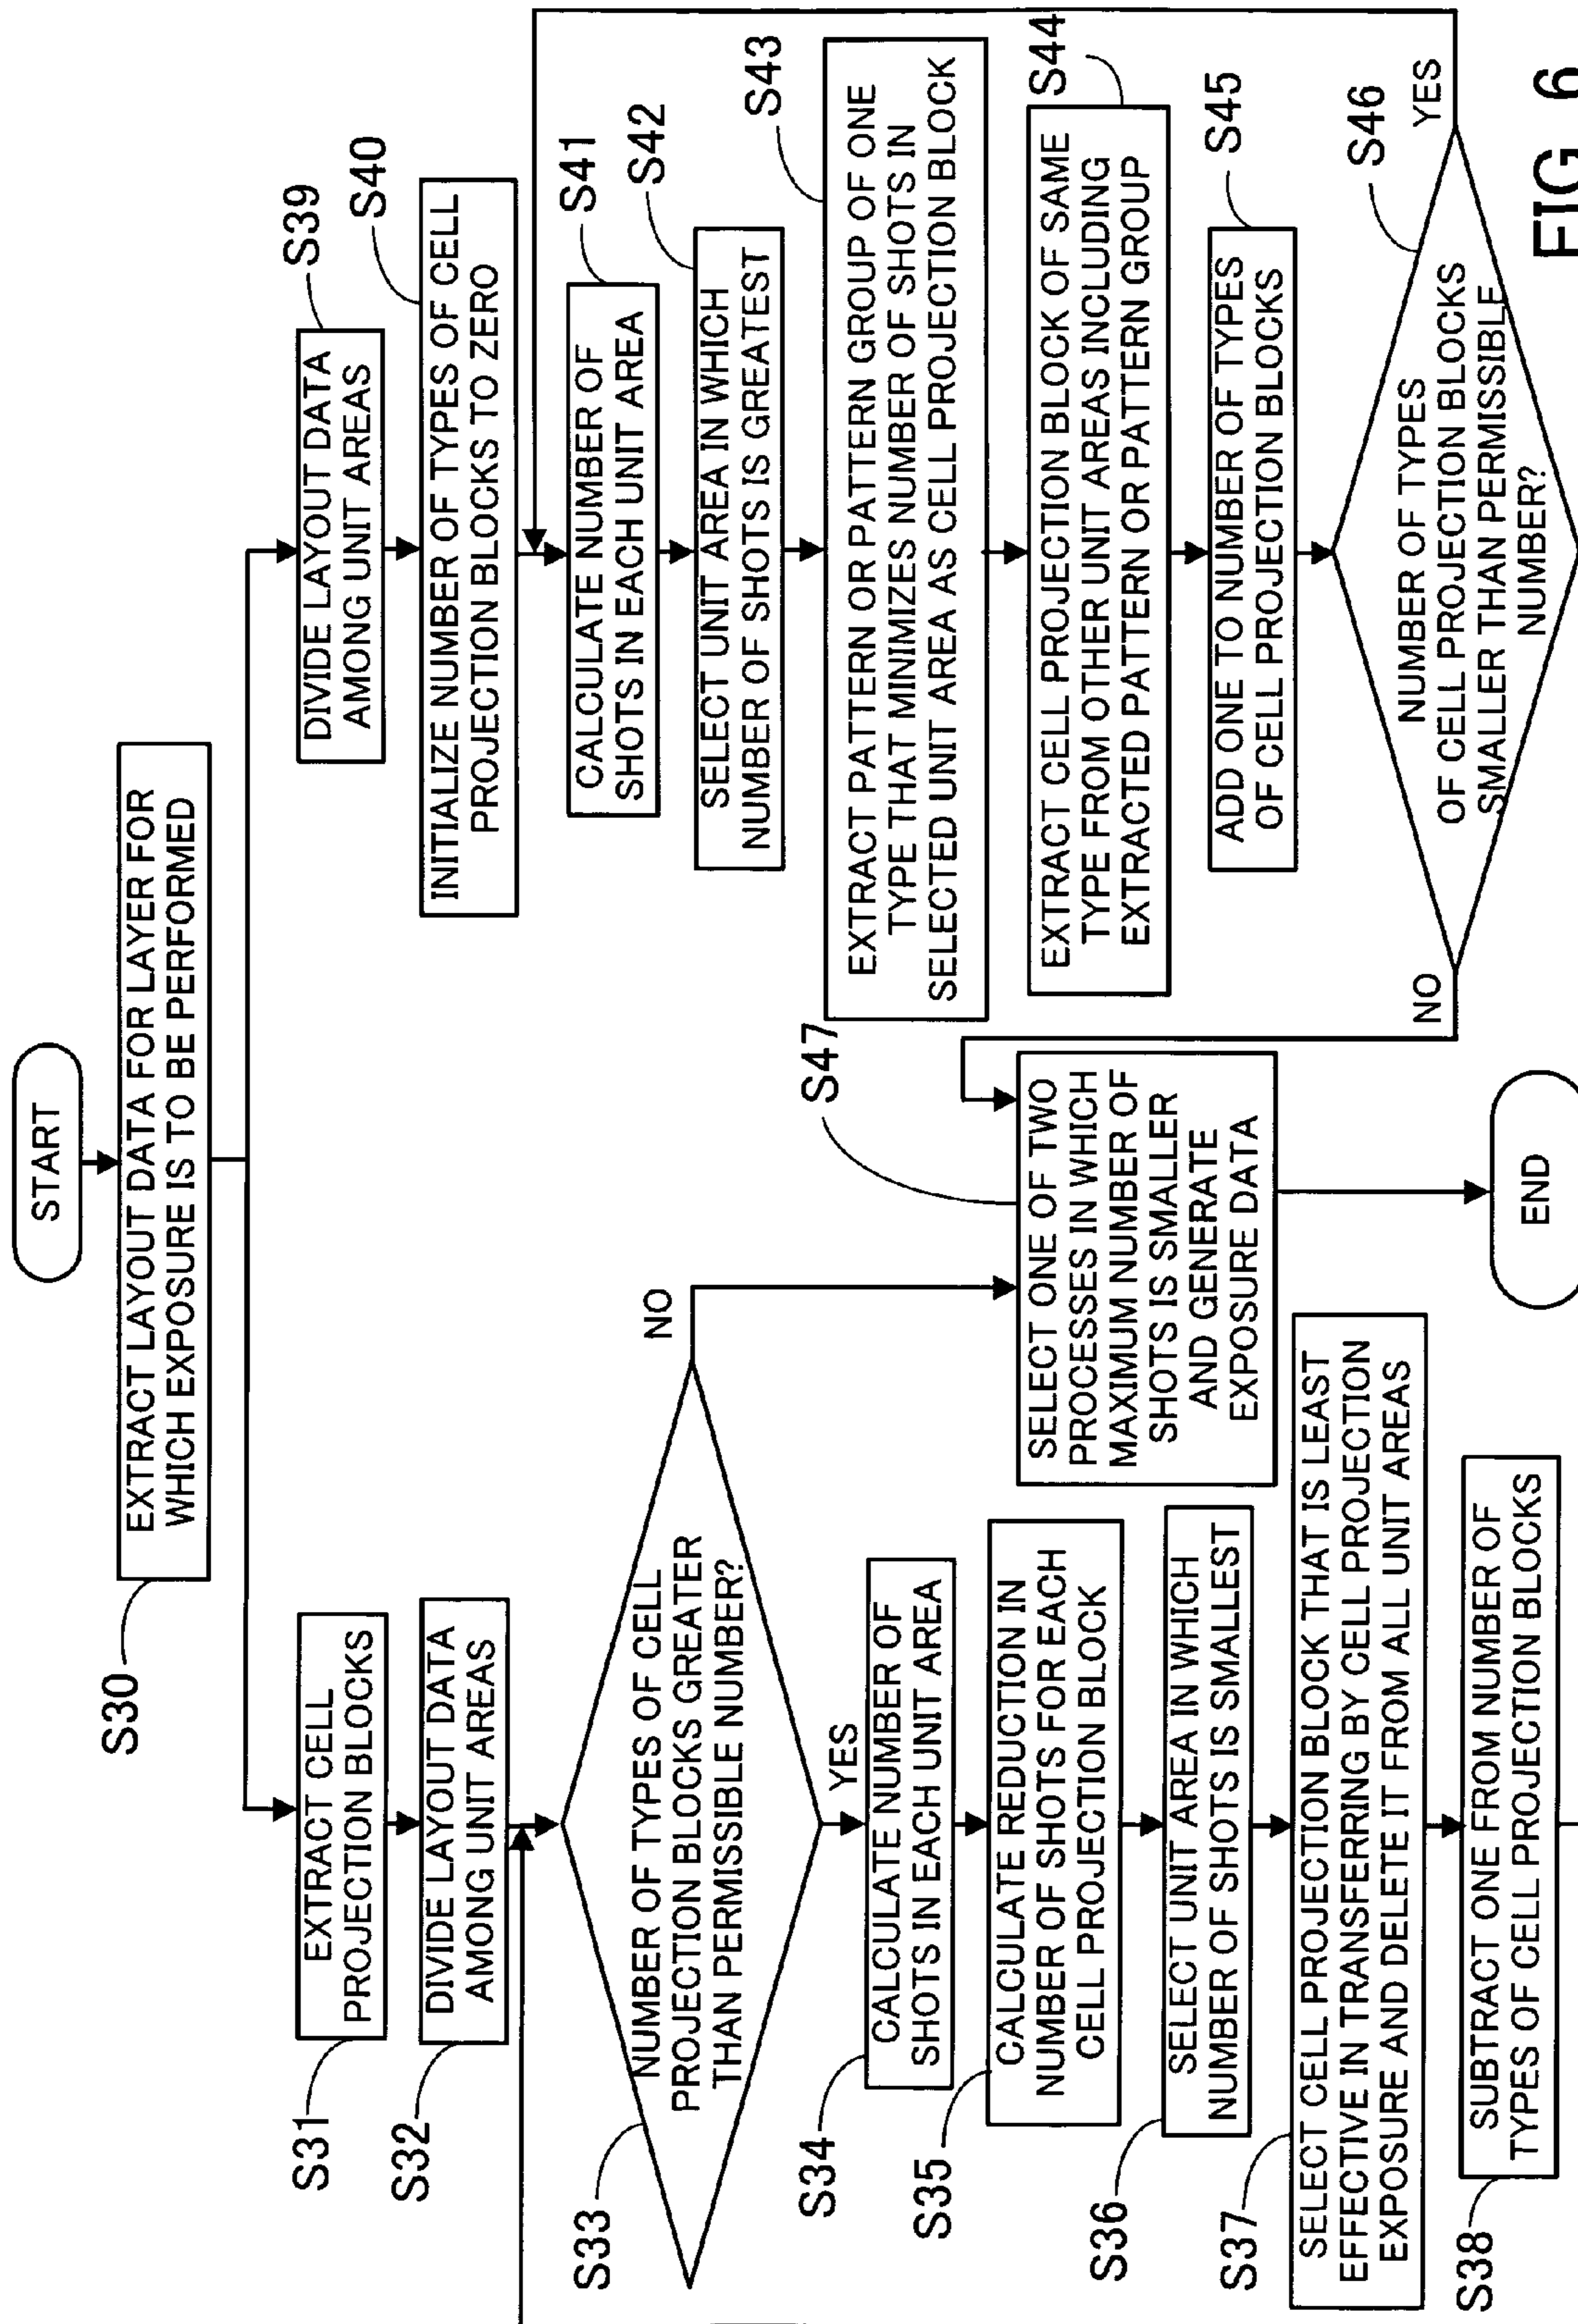 START
S30
EXTRACT LAYOUT DATA FOR LAYER FOR
WHICH EXPOSURE IS TO BE PERFORMED
S31
EXTRACT CELL
PROJECTION BLOCKS
S32
DIVIDE LAYOUT DATA
AMONG UNIT AREAS
S33
NUMBER OF TYPES OF CELL
PROJECTION BLOCKS GREATER
THAN PERMISSIBLE NUMBER?
NO
YES
S34
CALCULATE NUMBER OF
SHOTS IN EACH UNIT AREA
S35
CALCULATE REDUCTION IN
NUMBER OF SHOTS FOR EACH
CELL PROJECTION BLOCK
S36
SELECT UNIT AREA IN WHICH
NUMBER OF SHOTS IS SMALLEST
S37
SELECT CELL PROJECTION BLOCK THAT IS LEAST
EFFECTIVE IN TRANSFERRING BY CELL PROJECTION
EXPOSURE AND DELETE IT FROM ALL UNIT AREAS
S38
SUBTRACT ONE FROM NUMBER OF
TYPES OF CELL PROJECTION BLOCKS
S39
DIVIDE LAYOUT DATA
AMONG UNIT AREAS
S40
INITIALIZE NUMBER OF TYPES OF CELL
PROJECTION BLOCKS TO ZERO
S41
CALCULATE NUMBER OF
SHOTS IN EACH UNIT AREA
S42
SELECT UNIT AREA IN WHICH
NUMBER OF SHOTS IS GREATEST
S43
EXTRACT PATTERN OR PATTERN GROUP OF ONE
TYPE THAT MINIMIZES NUMBER OF SHOTS IN
SELECTED UNIT AREA AS CELL PROJECTION BLOCK
S44
EXTRACT CELL PROJECTION BLOCK OF SAME
TYPE FROM OTHER UNIT AREAS INCLUDING
EXTRACTED PATTERN OR PATTERN GROUP
S45
ADD ONE TO NUMBER OF TYPES
OF CELL PROJECTION BLOCKS
S46
NUMBER OF TYPES
OF CELL PROJECTION BLOCKS
SMALLER THAN PERMISSIBLE
NUMBER?
YES
NO
S47
SELECT ONE OF TWO
PROCESSES IN WHICH
MAXIMUM NUMBER OF
SHOTS IS SMALLER
AND GENERATE
EXPOSURE DATA
END
FIG. 6